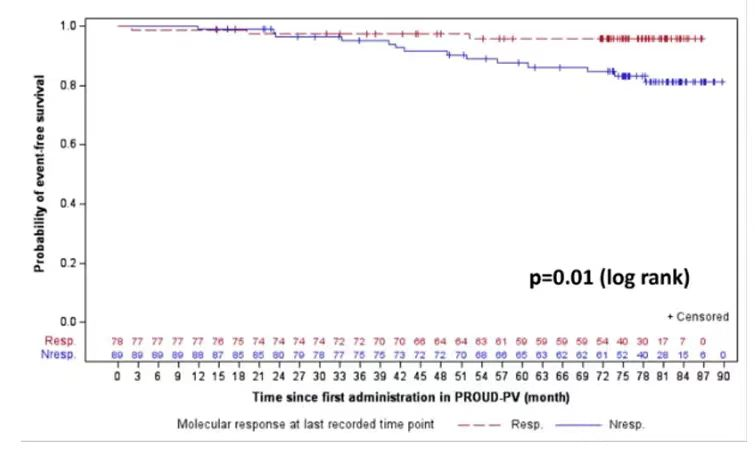 1.0
0.8
0.6
0.4
0.2
0.0
Probability of event-free survival
p=0.01 (log rank)
+ Censored
Resp. 78 77 77 77 77 76 75 74 74 74 74 72 72 70 70 66 64 64 63 61 59 59 59 59 54 40 30 17 7 0
Nresp. 89 89 89 89 88 87 85 85 80 79 78 77 75 75 73 72 72 70 68 66 65 63 62 62 61 52 40 28 15 6 0
0 3 6 9 12 15 18 21 24 27 30 33 36 39 42 45 48 51 54 57 60 63 66 69 72 75 78 81 84 87 90
Time since first administration in PROUD-PV (month)
Molecular response at last recorded time point Resp. Nresp.